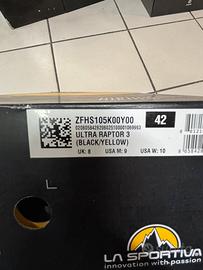 ZFHS105K00Y00
42
ULTRA RAPTOR 3
(BLACK/YELLOW)
UK: 8 USA M: 9 USA W: 10
L
LA SPORTIVA
innovation with passion